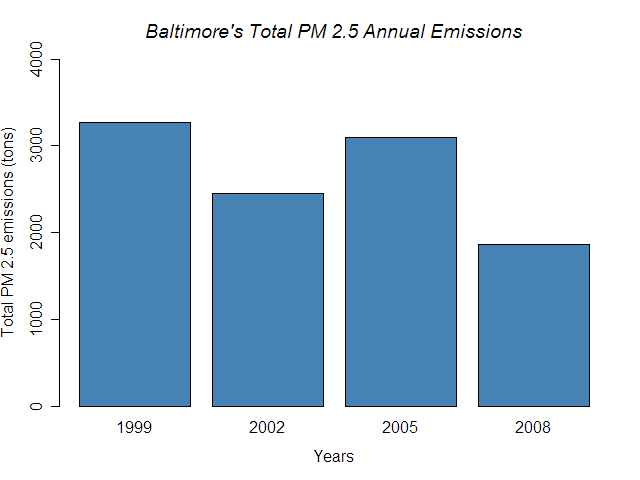 Baltimore's Total PM 2.5 Annual Emissions
Total PM 2.5 emissions (tons)
4000
3000
2000
1000
0
1999 2002 2005 2008
Years